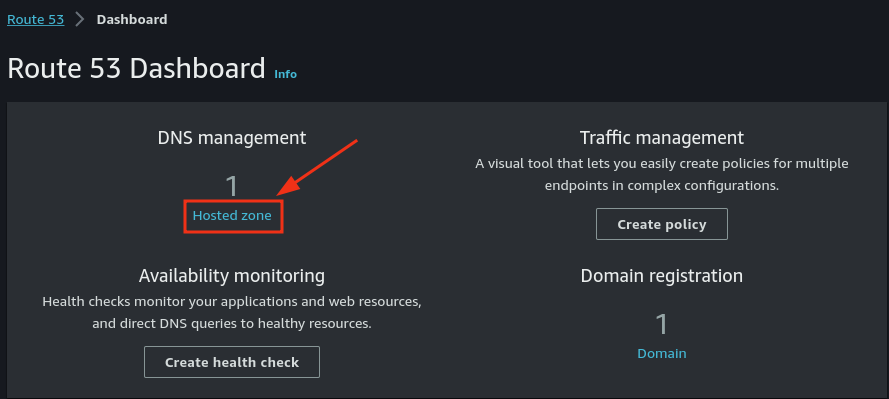 Route 53 > Dashboard
Route 53 Dashboard Info
DNS management
1
Hosted zone
Traffic management
A visual tool that lets you easily create policies for multiple
endpoints in complex configurations.
Create policy
Availability monitoring
Health checks monitor your applications and web resources,
and direct DNS queries to healthy resources.
Create health check
Domain registration
1
Domain